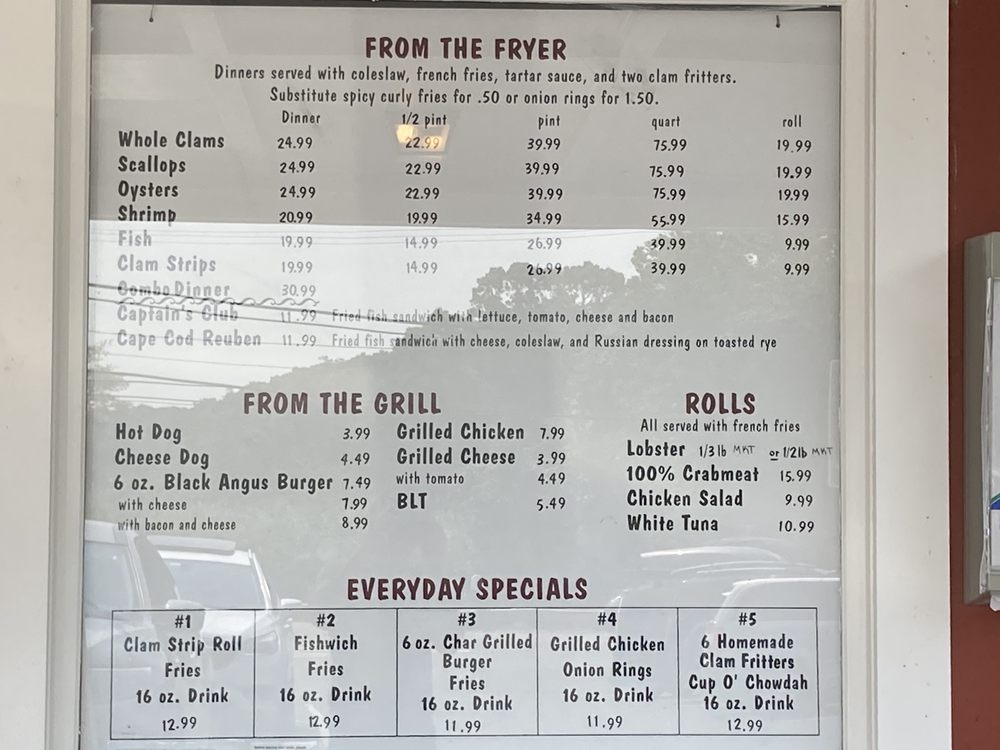 FROM THE FRYER
Dinners served with coleslaw, french fries, tartar sauce, and two clam fritters.
Substitute spicy curly fries for .50 or onion rings for 1.50.
Dinner 1/2 pint pint quart roll
Whole Clams 24.99 22.99 39.99 75.99 19.99
Scallops 24.99 22.99 39.99 75.99 19.99
Oysters 24.99 22.99 39.99 75.99 19.99
Shrimp 20.99 19.99 34.99 55.99 15.99
Fish 19.99 14.99 26.99 39.99 9.99
Clam Strips 19.99 14.99 26.99 39.99 9.99
Combo Dinner 30.99
Captain's Club 11.99 Fried fish sandwich with lettuce, tomato, cheese and bacon
Cape Cod Reuben 11.99 Fried fish sandwich with cheese, coleslaw, and Russian dressing on toasted rye
FROM THE GRILL
Hot Dog 3.99
Cheese Dog 4.49
6 oz. Black Angus Burger 7.49
with cheese 7.99
with bacon and cheese 8.99
Grilled Chicken 7.99
Grilled Cheese 3.99
with tomato 4.49
BLT 5.49
ROLLS
All served with french fries
Lobster 1/3 lb MKT or 1/2 lb MKT
100% Crabmeat 15.99
Chicken Salad 9.99
White Tuna 10.99
EVERYDAY SPECIALS
#1
Clam Strip Roll
Fries
16 oz. Drink
12.99
#2
Fishwich
Fries
16 oz. Drink
12.99
#3
6 oz. Char Grilled
Burger
Fries
16 oz. Drink
11.99
#4
Grilled Chicken
Onion Rings
16 oz. Drink
11.99
#5
6 Homemade
Clam Fritters
Cup O' Chowdah
16 oz. Drink
12.99